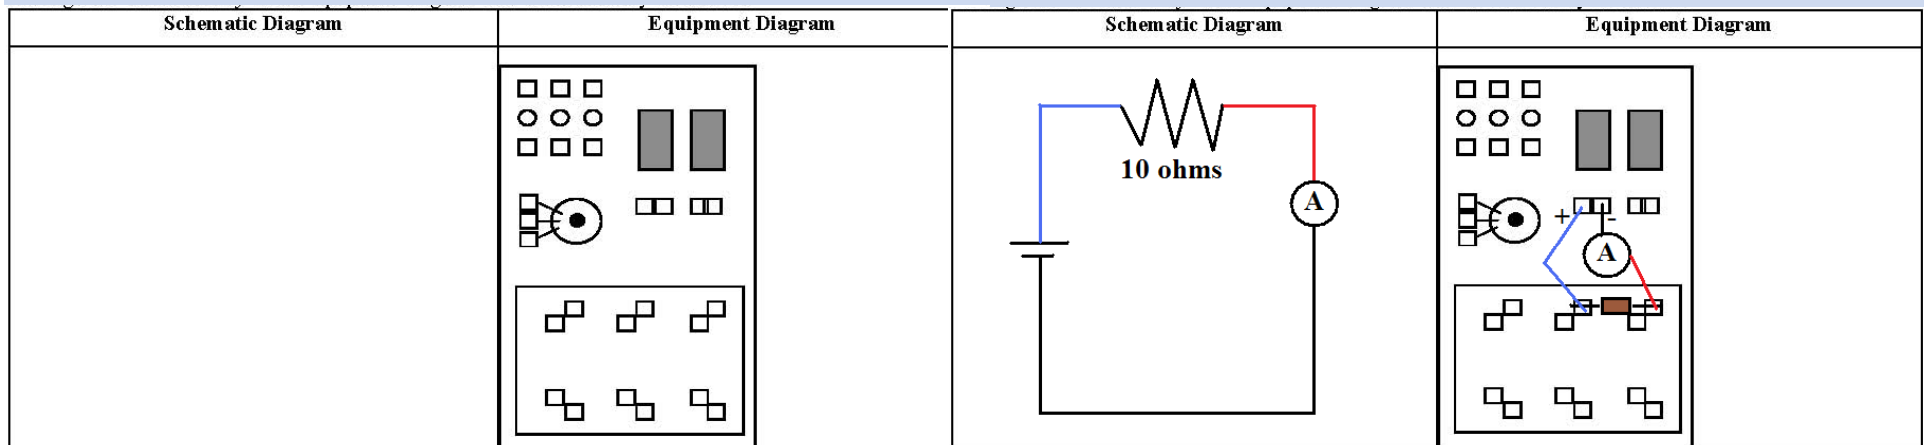 Schematic Diagram
Equipment Diagram
Schematic Diagram
Equipment Diagram
10 ohms
A
+
-
A